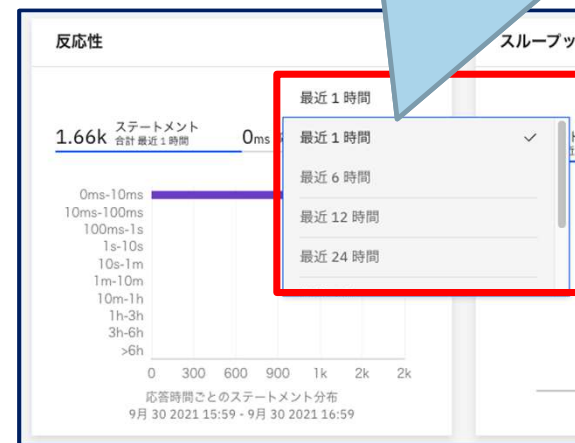 反応性
スループッ
最近 1 時間
1.66k ステートメント
合計 最近 1 時間
0ms
最近 1 時間
最近 6 時間
最近 12 時間
最近 24 時間
0ms-10ms
10ms-100ms
100ms-1s
1s-10s
10s-1m
1m-10m
10m-1h
1h-3h
3h-6h
>6h
0 300 600 900 1k 2k 2k
応答時間ごとのステートメント分布
9月 30 2021 15:59 - 9月 30 2021 16:59